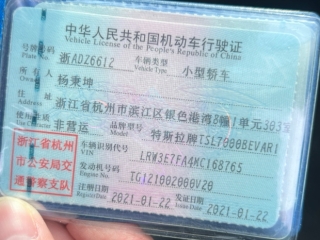 中华人民共和国机动车行驶证
Vehicle License of the People's Republic of China
号牌号码 浙ADZ6612 车辆类型 小型轿车
Plate No. Vehicle Type
所有人 杨秉坤
Owner
住址 浙江省杭州市滨江区银色港湾8幢1单元303
Address
使用性质 非营运 品牌型号 特斯拉牌TSL7000BEVAR1
Model
浙江省杭州市公安局交通警察支队
车辆识别代号 LRW3E7FA4KC168765
VIN
发动机号码 TG121002000V20
Engine No.
注册日期 2021-01-22 发证日期 2021-01-22
Register Date Issue Date